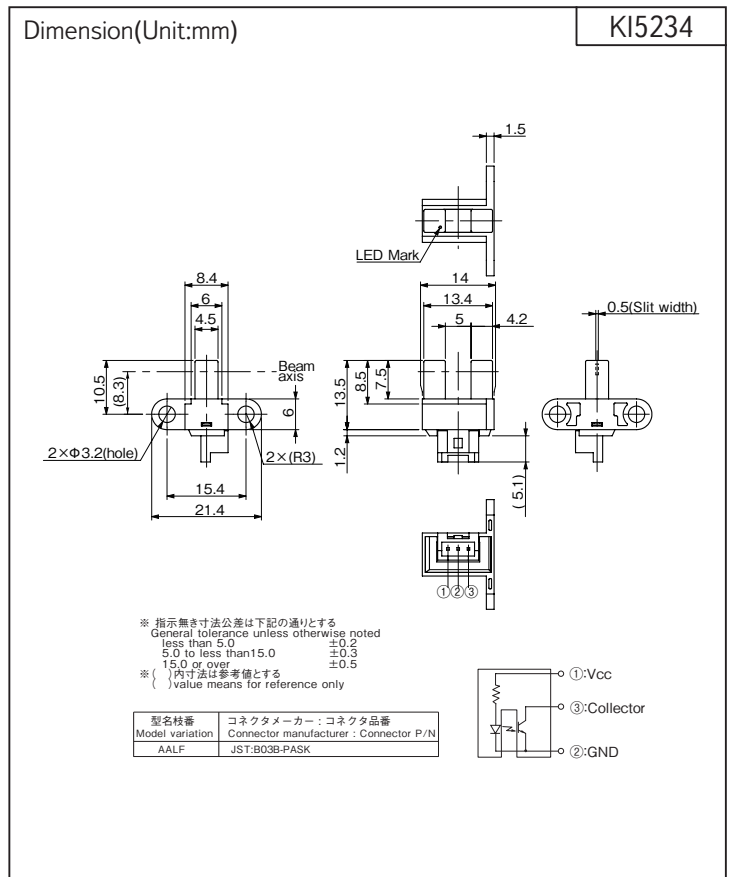 Dimension(Unit:mm)
KI5234
1.5
LED Mark
8.4
6
4.5
14
13.4
5
4.2
0.5(Slit width)
Beam
axis
10.5
(8.3)
6
13.5
8.5
7.5
1.2
(5.1)
2×Φ3.2(hole)
2×(R3)
15.4
21.4
①②③
※ 指示無き寸法公差は下記の通りとする
General tolerance unless otherwise noted
less than 5.0 ±0.2
5.0 to less than15.0 ±0.3
15.0 or over ±0.5
※( )内寸法は参考値とする
( )value means for reference only
型名枝番 コネクタメーカー：コネクタ品番
Model variation Connector manufacturer : Connector P/N
AALF JST:B03B-PASK
①:Vcc
③:Collector
②:GND